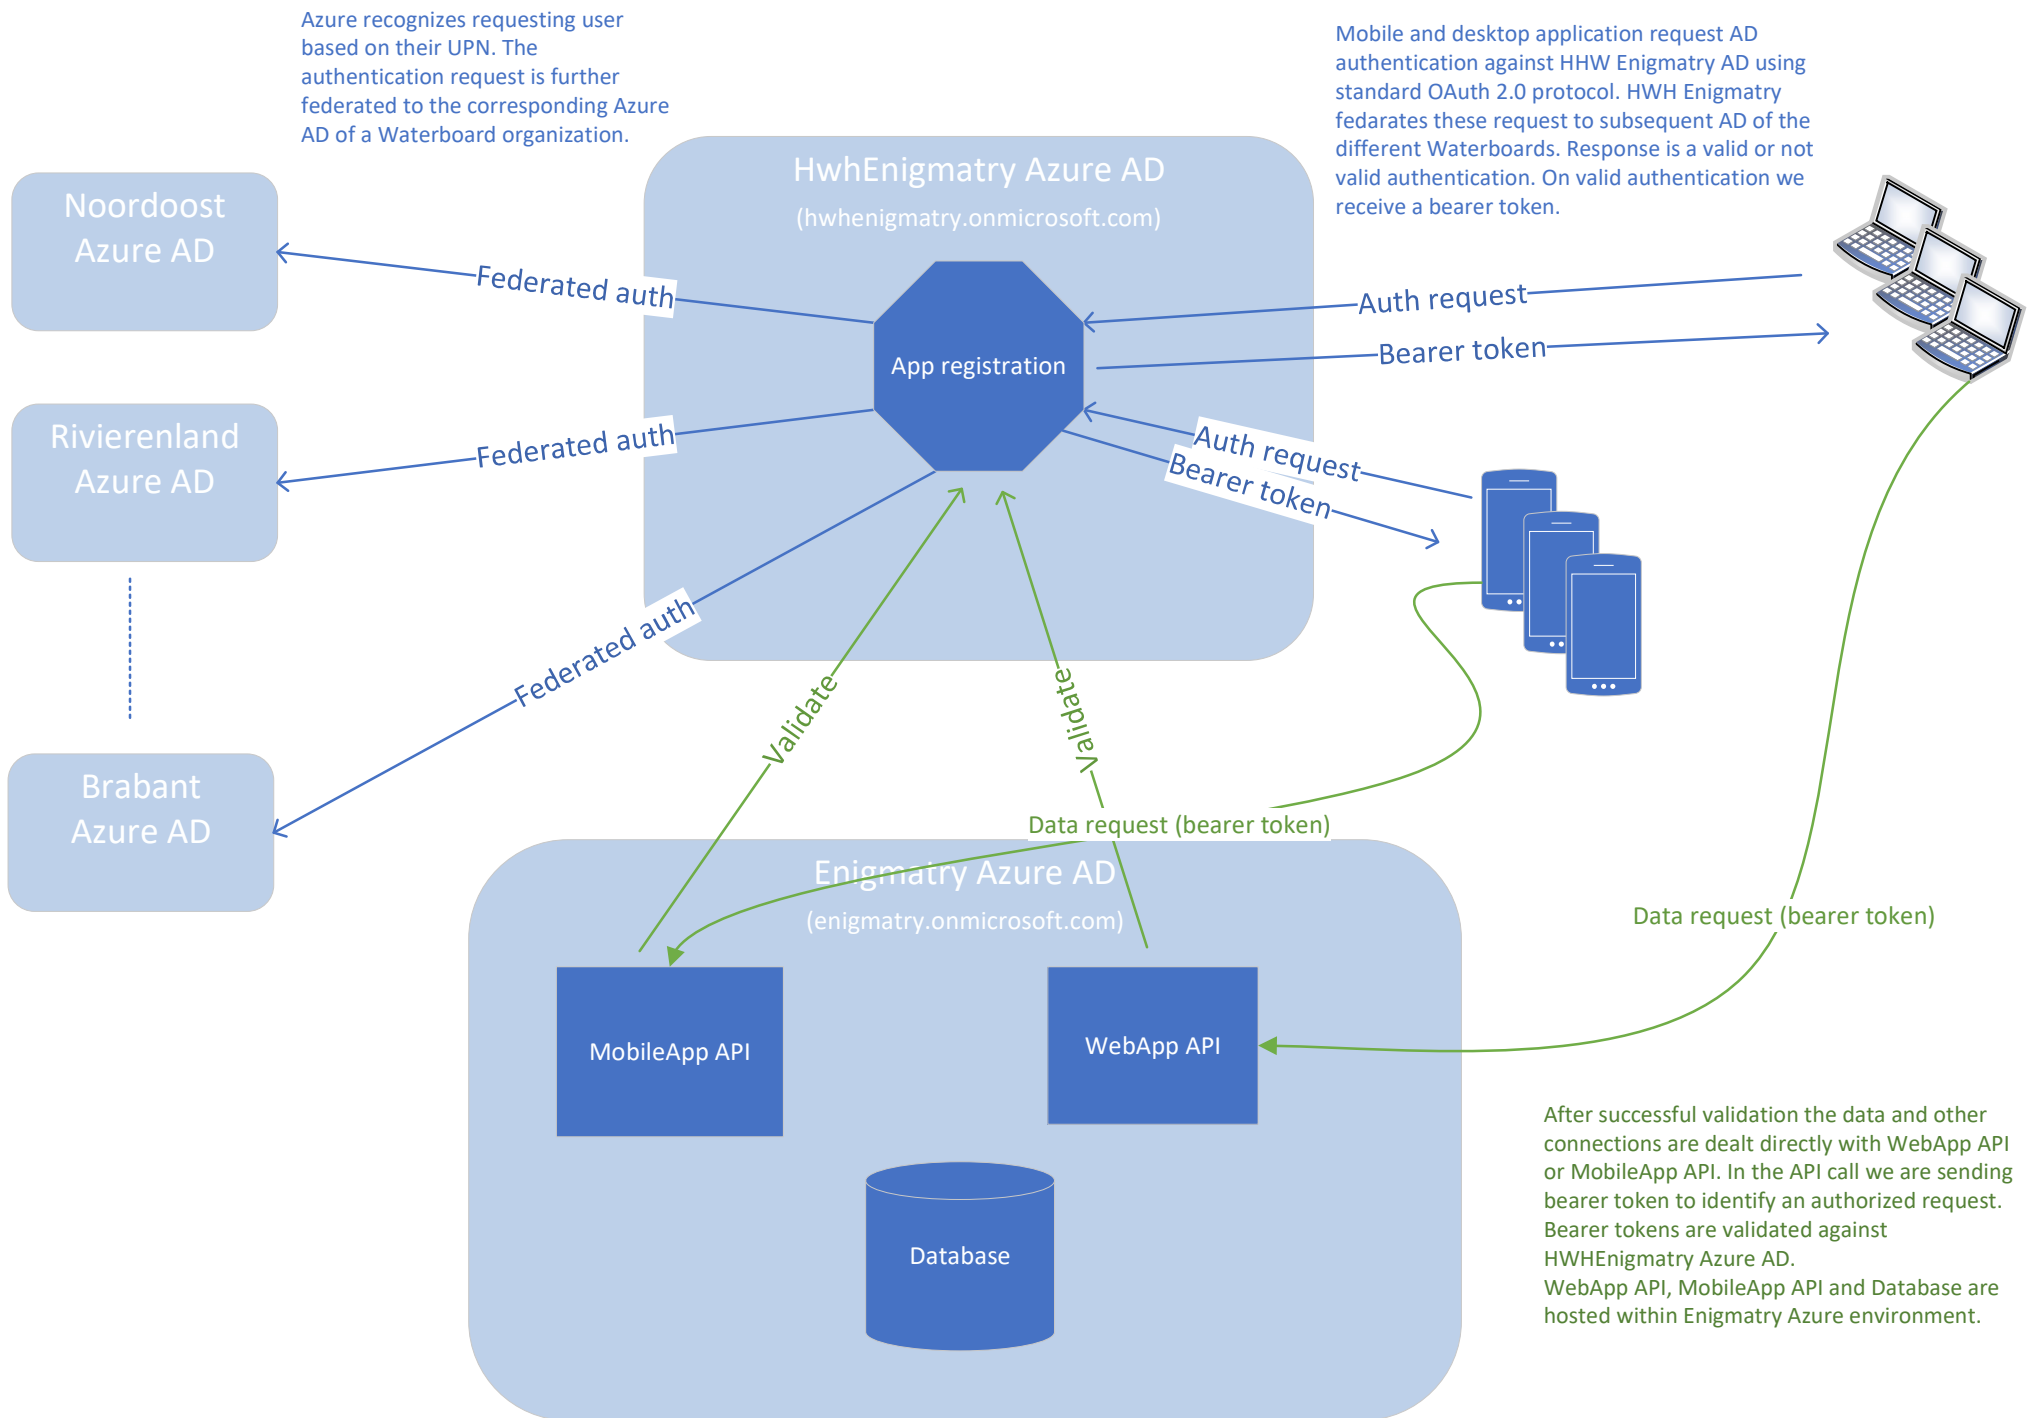 Azure recognizes requesting user
based on their UPN. The
authentication request is further
federated to the corresponding Azure
AD of a Waterboard organization.
Mobile and desktop application request AD
authentication against HHW Enigmatry AD using
standard OAuth 2.0 protocol. HWH Enigmatry
fedarates these request to subsequent AD of the
different Waterboards. Response is a valid or not
valid authentication. On valid authentication we
receive a bearer token.
HwhEnigmatry Azure AD
(hwhenigmatry.onmicrosoft.com)
Noordoost
Azure AD
Federated auth
Auth request
Bearer token
App registration
Rivierenland
Azure AD
Federated auth
Auth request
Bearer token
Federated auth
Validate
Validate
Brabant
Azure AD
Data request (bearer token)
Enigmatry Azure AD
(enigmatry.onmicrosoft.com)
Data request (bearer token)
MobileApp API
WebApp API
Database
After successful validation the data and other
connections are dealt directly with WebApp API
or MobileApp API. In the API call we are sending
bearer token to identify an authorized request.
Bearer tokens are validated against
HWHEnigmatry Azure AD.
WebApp API, MobileApp API and Database are
hosted within Enigmatry Azure environment.